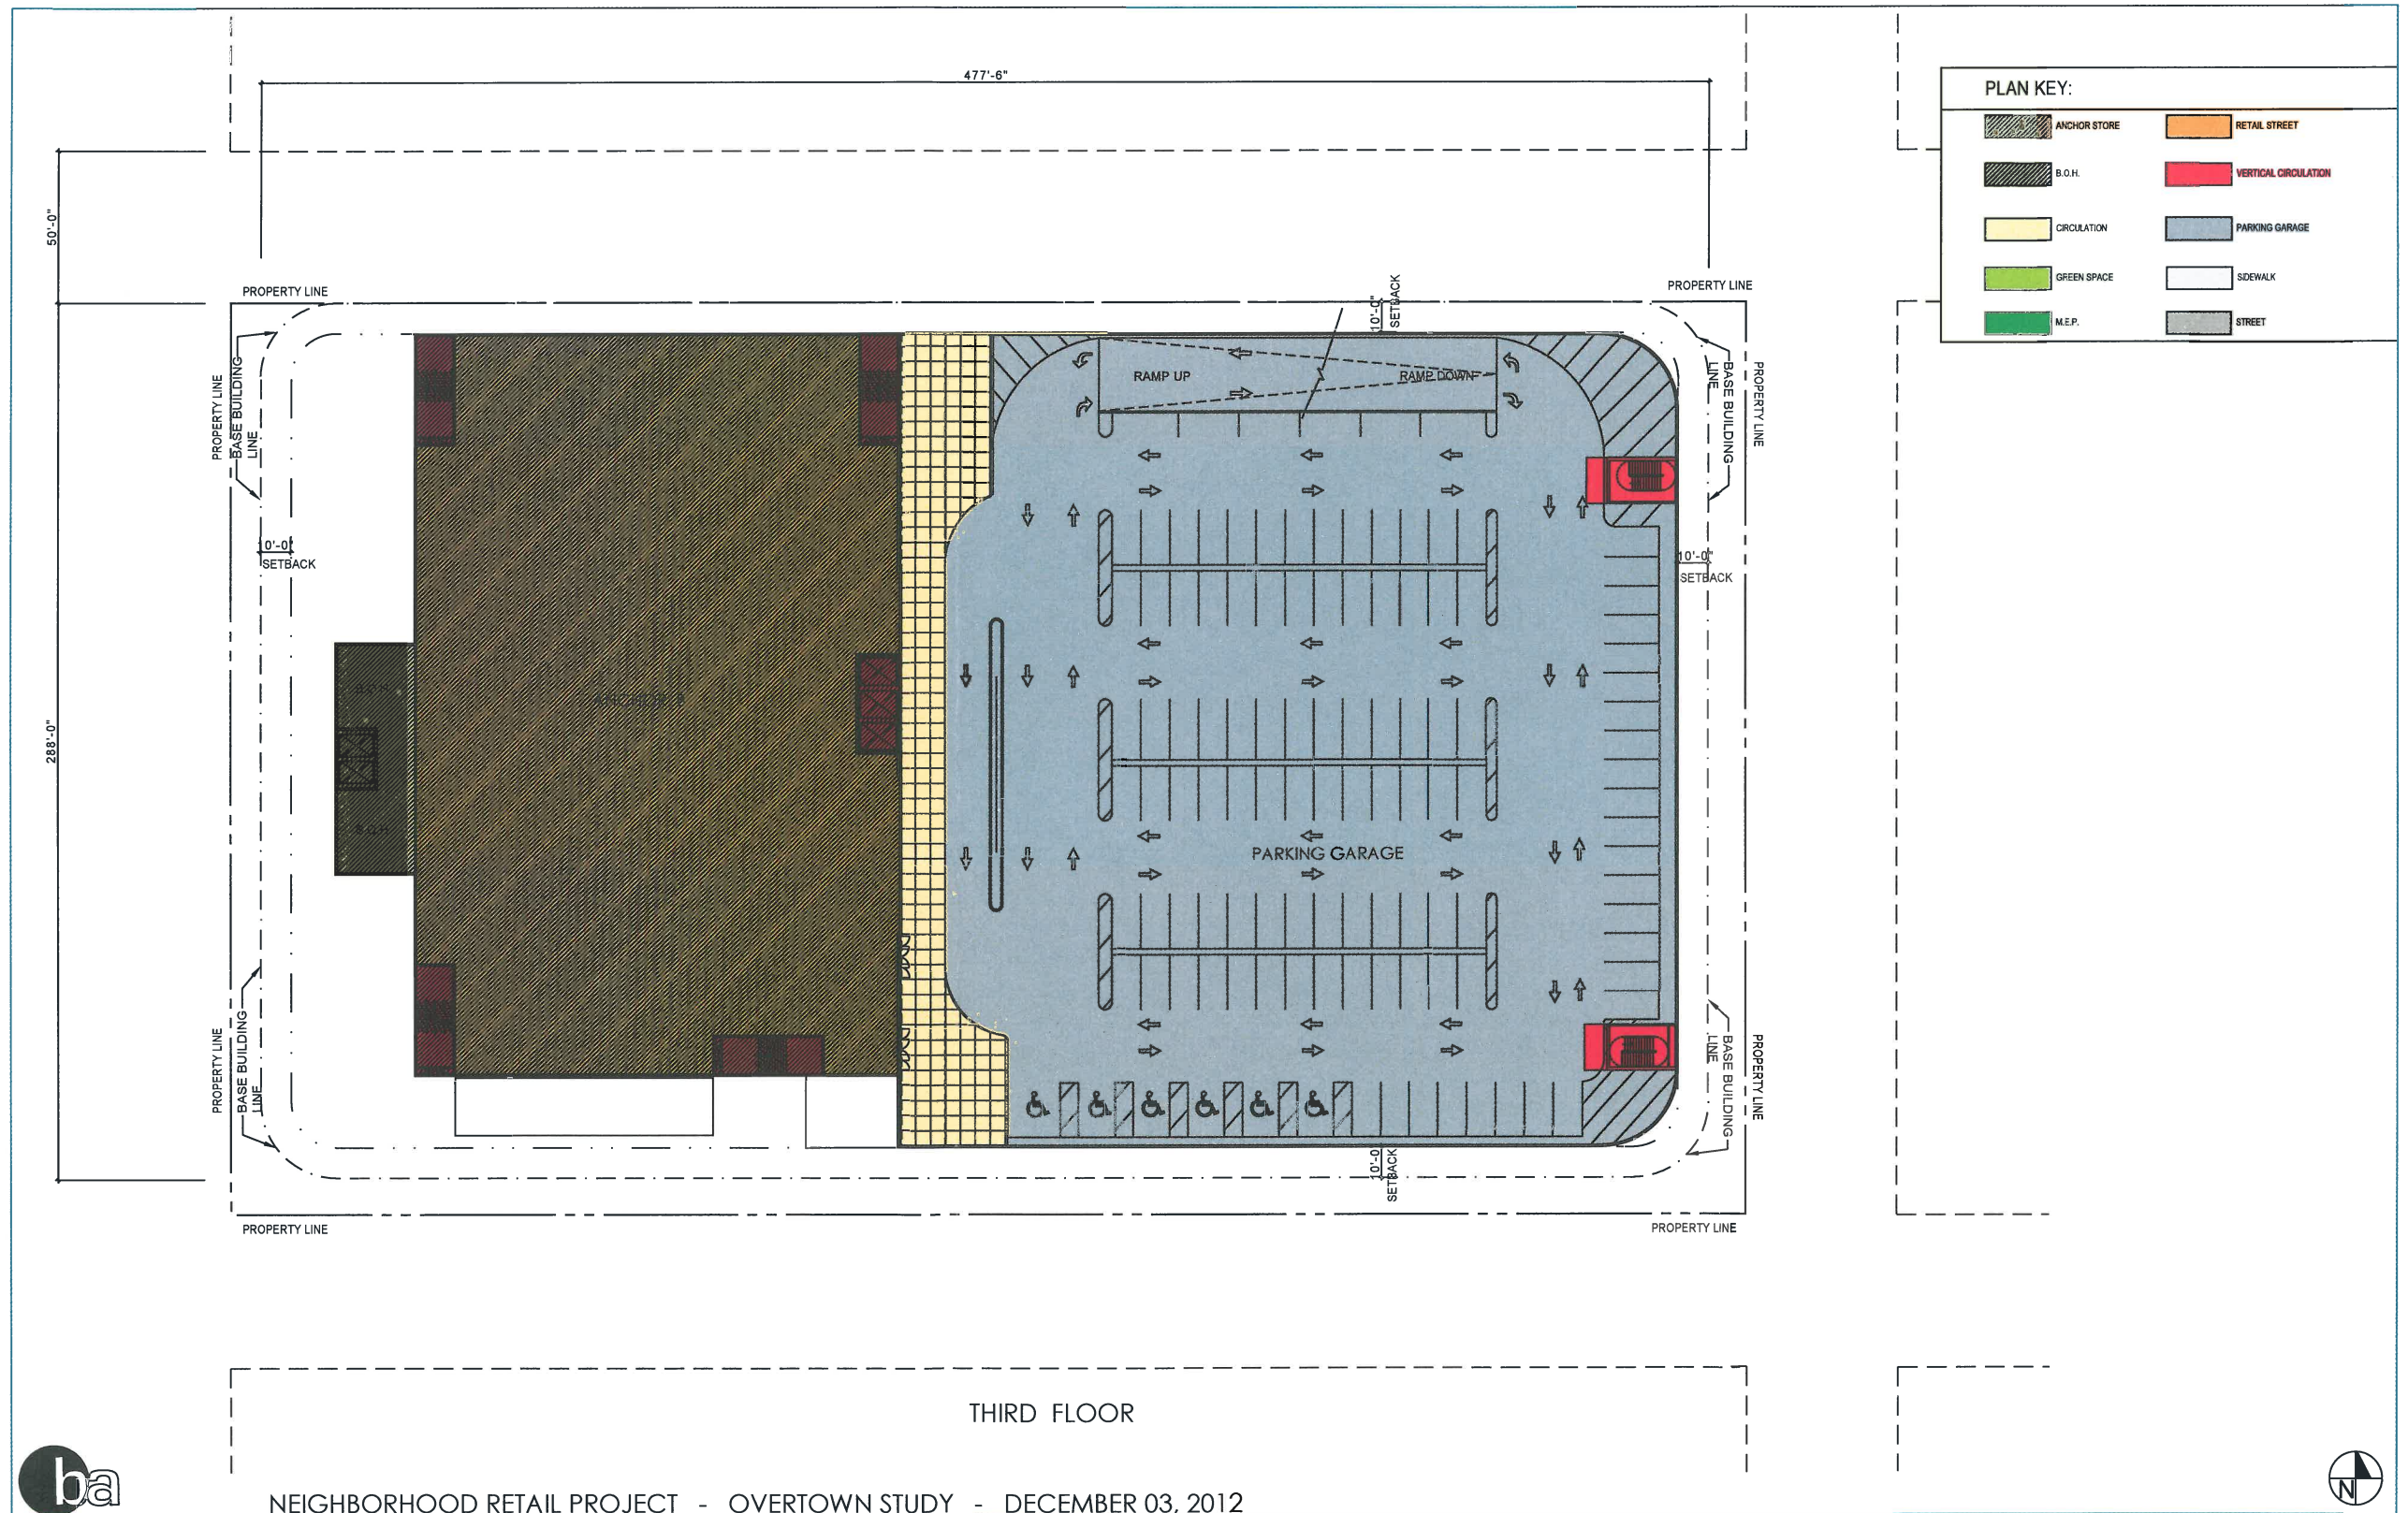 477'-6"
PLAN KEY:
ANCHOR STORE
RETAIL STREET
B.O.H.
VERTICAL CIRCULATION
CIRCULATION
PARKING GARAGE
GREEN SPACE
SIDEWALK
M.E.P.
STREET
50'-0"
288'-0"
PROPERTY LINE
PROPERTY LINE
10'-0"
SETBACK
PROPERTY LINE
BASE BUILDING
LINE
RAMP UP
RAMP DOWN
BASE BUILDING
LINE
PROPERTY LINE
10'-0"
SETBACK
10'-0"
SETBACK
B.O.H.
ANCHOR B
B.O.H.
PARKING GARAGE
PROPERTY LINE
BASE BUILDING
LINE
BASE BUILDING
LINE
PROPERTY LINE
10'-0"
SETBACK
PROPERTY LINE
PROPERTY LINE
THIRD FLOOR
ba
N
NEIGHBORHOOD RETAIL PROJECT - OVERTOWN STUDY - DECEMBER 03, 2012